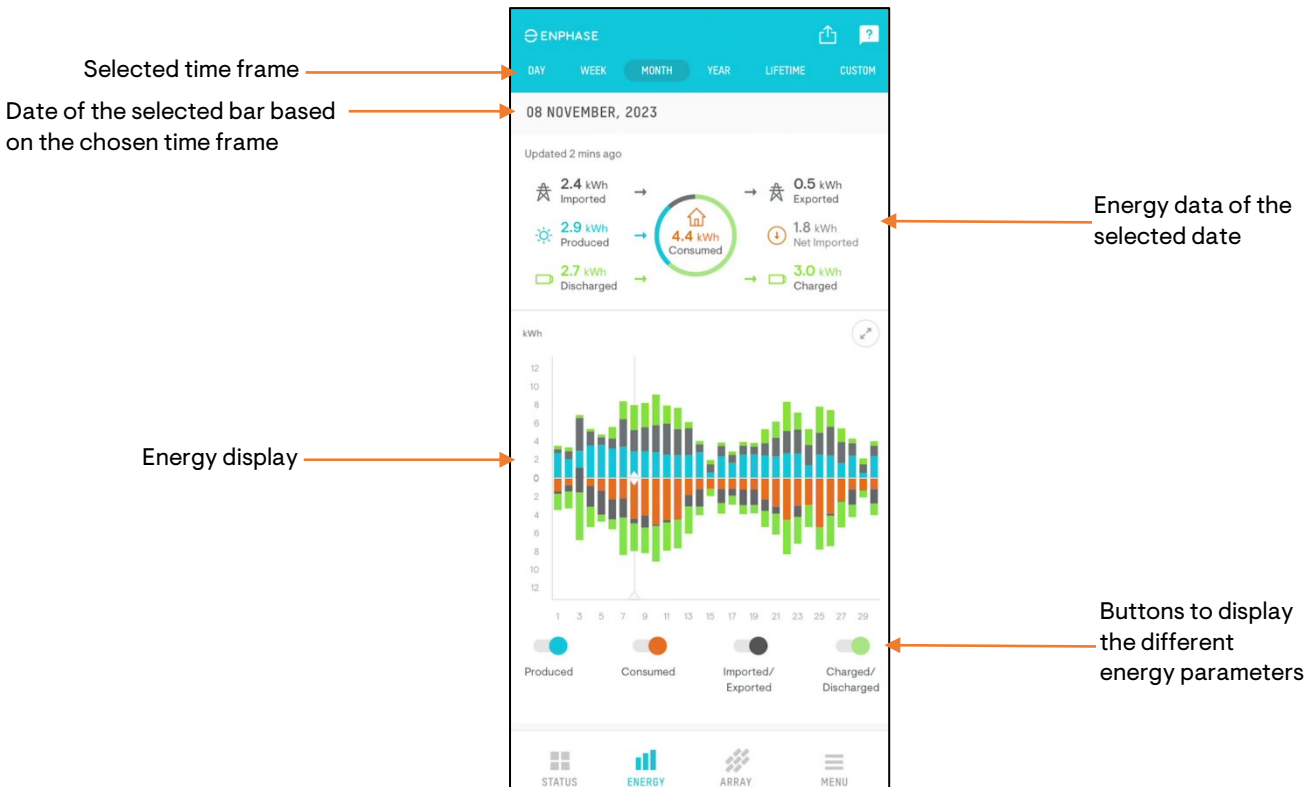 ENPHASE
?
DAY WEEK MONTH YEAR LIFETIME CUSTOM
Selected time frame
08 NOVEMBER, 2023
Date of the selected bar based
on the chosen time frame
Updated 2 mins ago
2.4 kWh
Imported
0.5 kWh
Exported
2.9 kWh
Produced
4.4 kWh
Consumed
1.8 kWh
Net Imported
2.7 kWh
Discharged
3.0 kWh
Charged
Energy data of the
selected date
kWh
12
10
8
6
4
2
0
2
4
6
8
10
12
Energy display
1 3 5 7 9 11 13 15 17 19 21 23 25 27 29
Produced
Consumed
Imported/
Exported
Charged/
Discharged
Buttons to display
the different
energy parameters
STATUS ENERGY ARRAY MENU